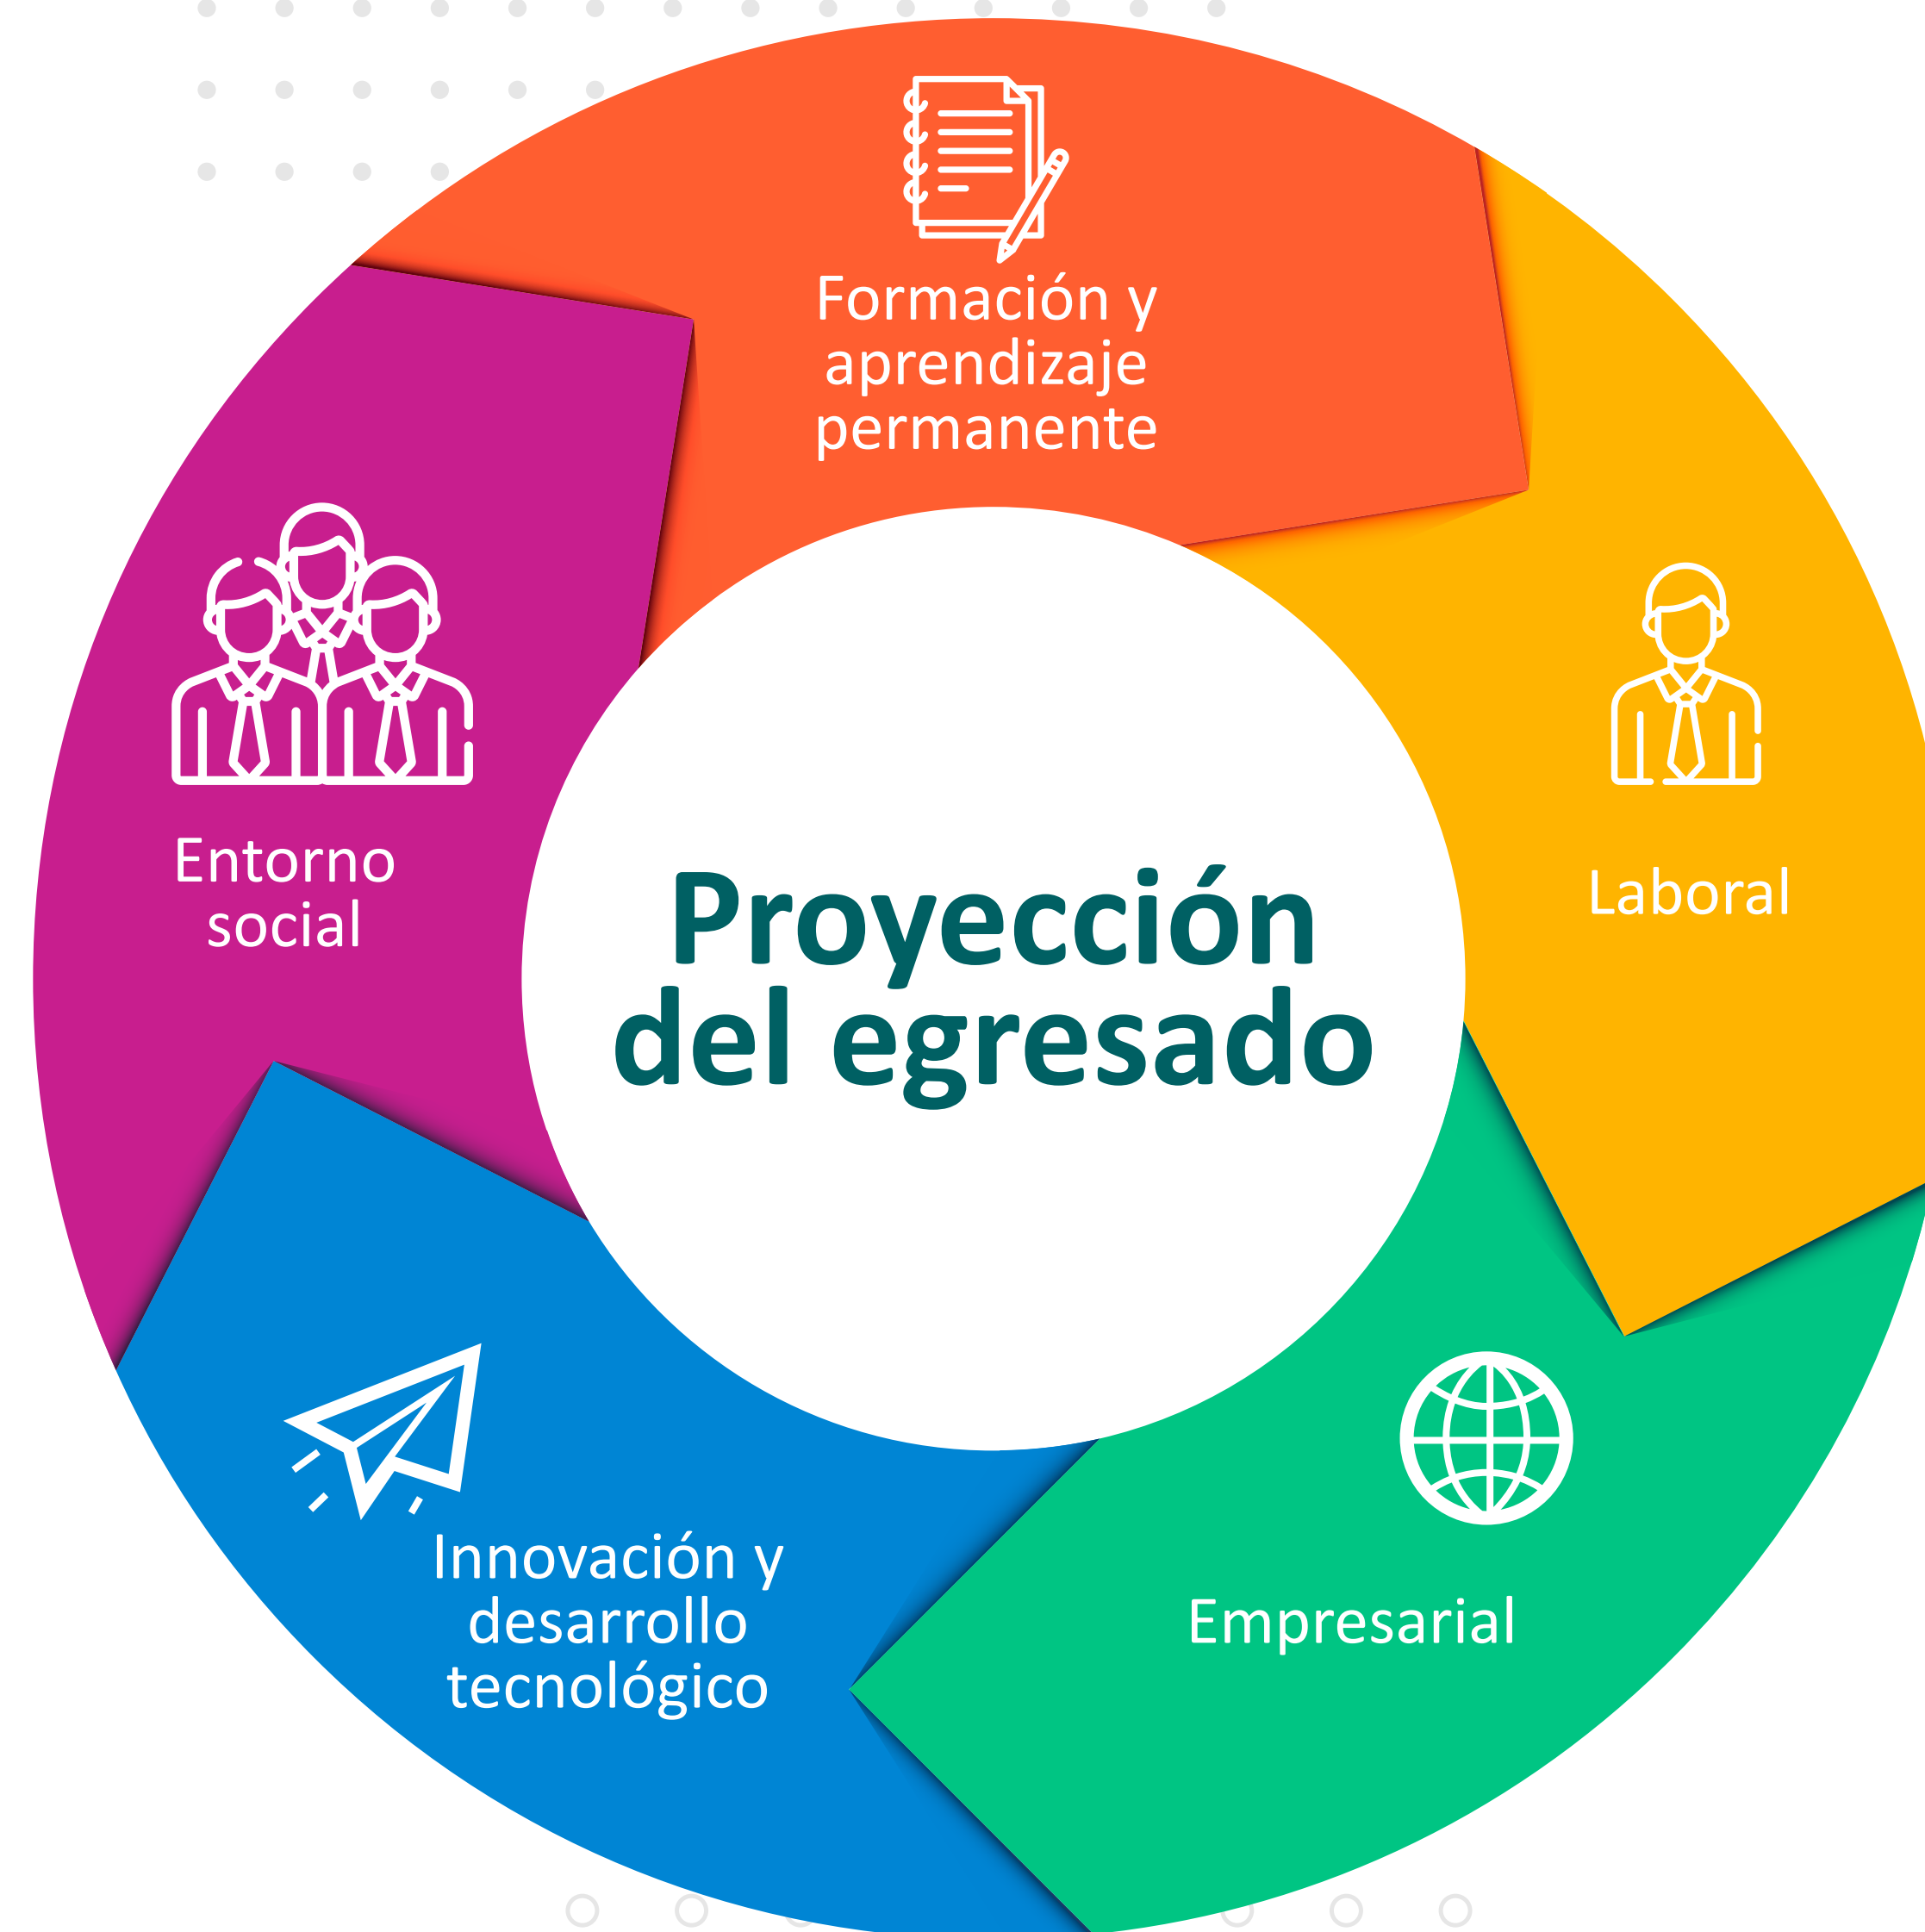 Formación y
aprendizaje
permanente
Entorno
social
Laboral
Proyección
del egresado
Innovación y
desarrollo
tecnológico
Empresarial